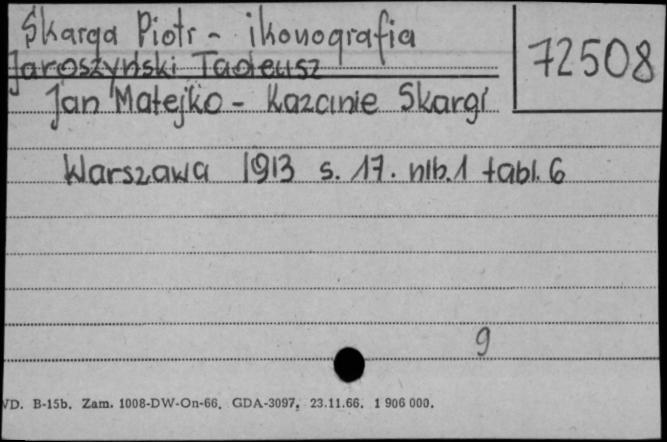 Skarga Piotr - ikonografia
72508
Jaroszyński Tadeusz
Jan Matejko - Kazanie Skargi
Warszawa 1913 s. 17. nlb.1 tabl. 6
9
VD. B-15b. Zam. 1008-DW-On-66. GDA-3097. 23.11.66. 1 906 000.